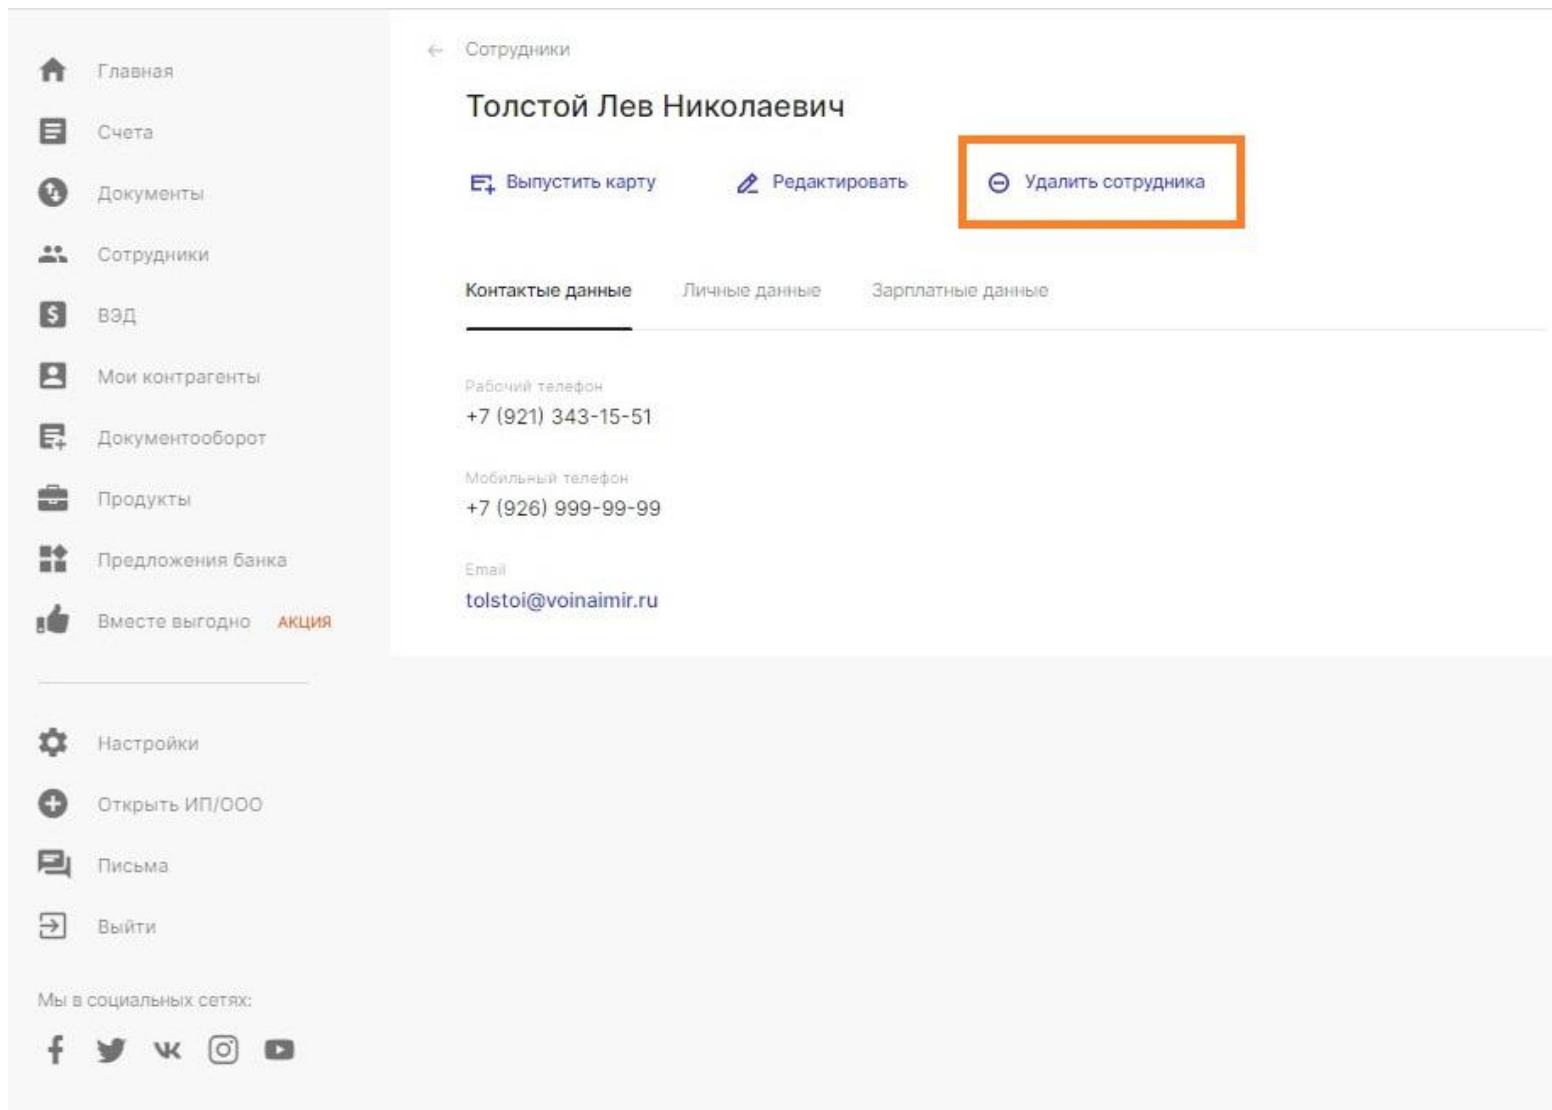 Главная
Счета
Документы
Сотрудники
ВЭД
Мои контрагенты
Документооборот
Продукты
Предложения банка
Вместе выгодно АКЦИЯ
Настройки
Открыть ИП/ООО
Письма
Выйти
Мы в социальных сетях:
Сотрудники
Толстой Лев Николаевич
Выпустить карту Редактировать Удалить сотрудника
Контактые данные Личные данные Зарплатные данные
Рабочий телефон
+7 (921) 343-15-51
Мобильный телефон
+7 (926) 999-99-99
Email
tolstoi@voinaimir.ru